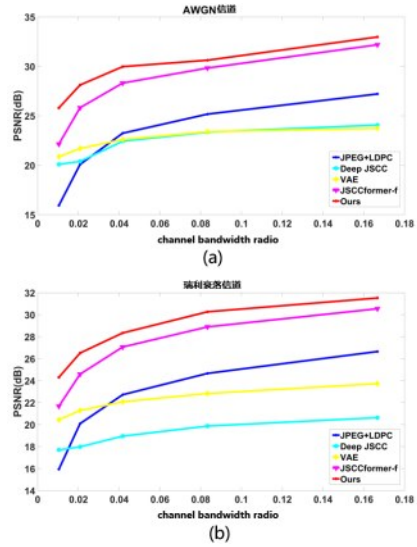 AWGN信道
35
30
25
20
15
PSNR(dB)
JPEG+LDPC
Deep JSCC
VAE
JSCCformer-f
Ours
0 0.02 0.04 0.06 0.08 0.1 0.12 0.14 0.16 0.18
channel bandwidth radio
(a)
瑞利衰落信道
32
30
28
26
24
22
20
18
16
14
PSNR(dB)
JPEG+LDPC
Deep JSCC
VAE
JSCCformer-f
Ours
0 0.02 0.04 0.06 0.08 0.1 0.12 0.14 0.16 0.18
channel bandwidth radio
(b)